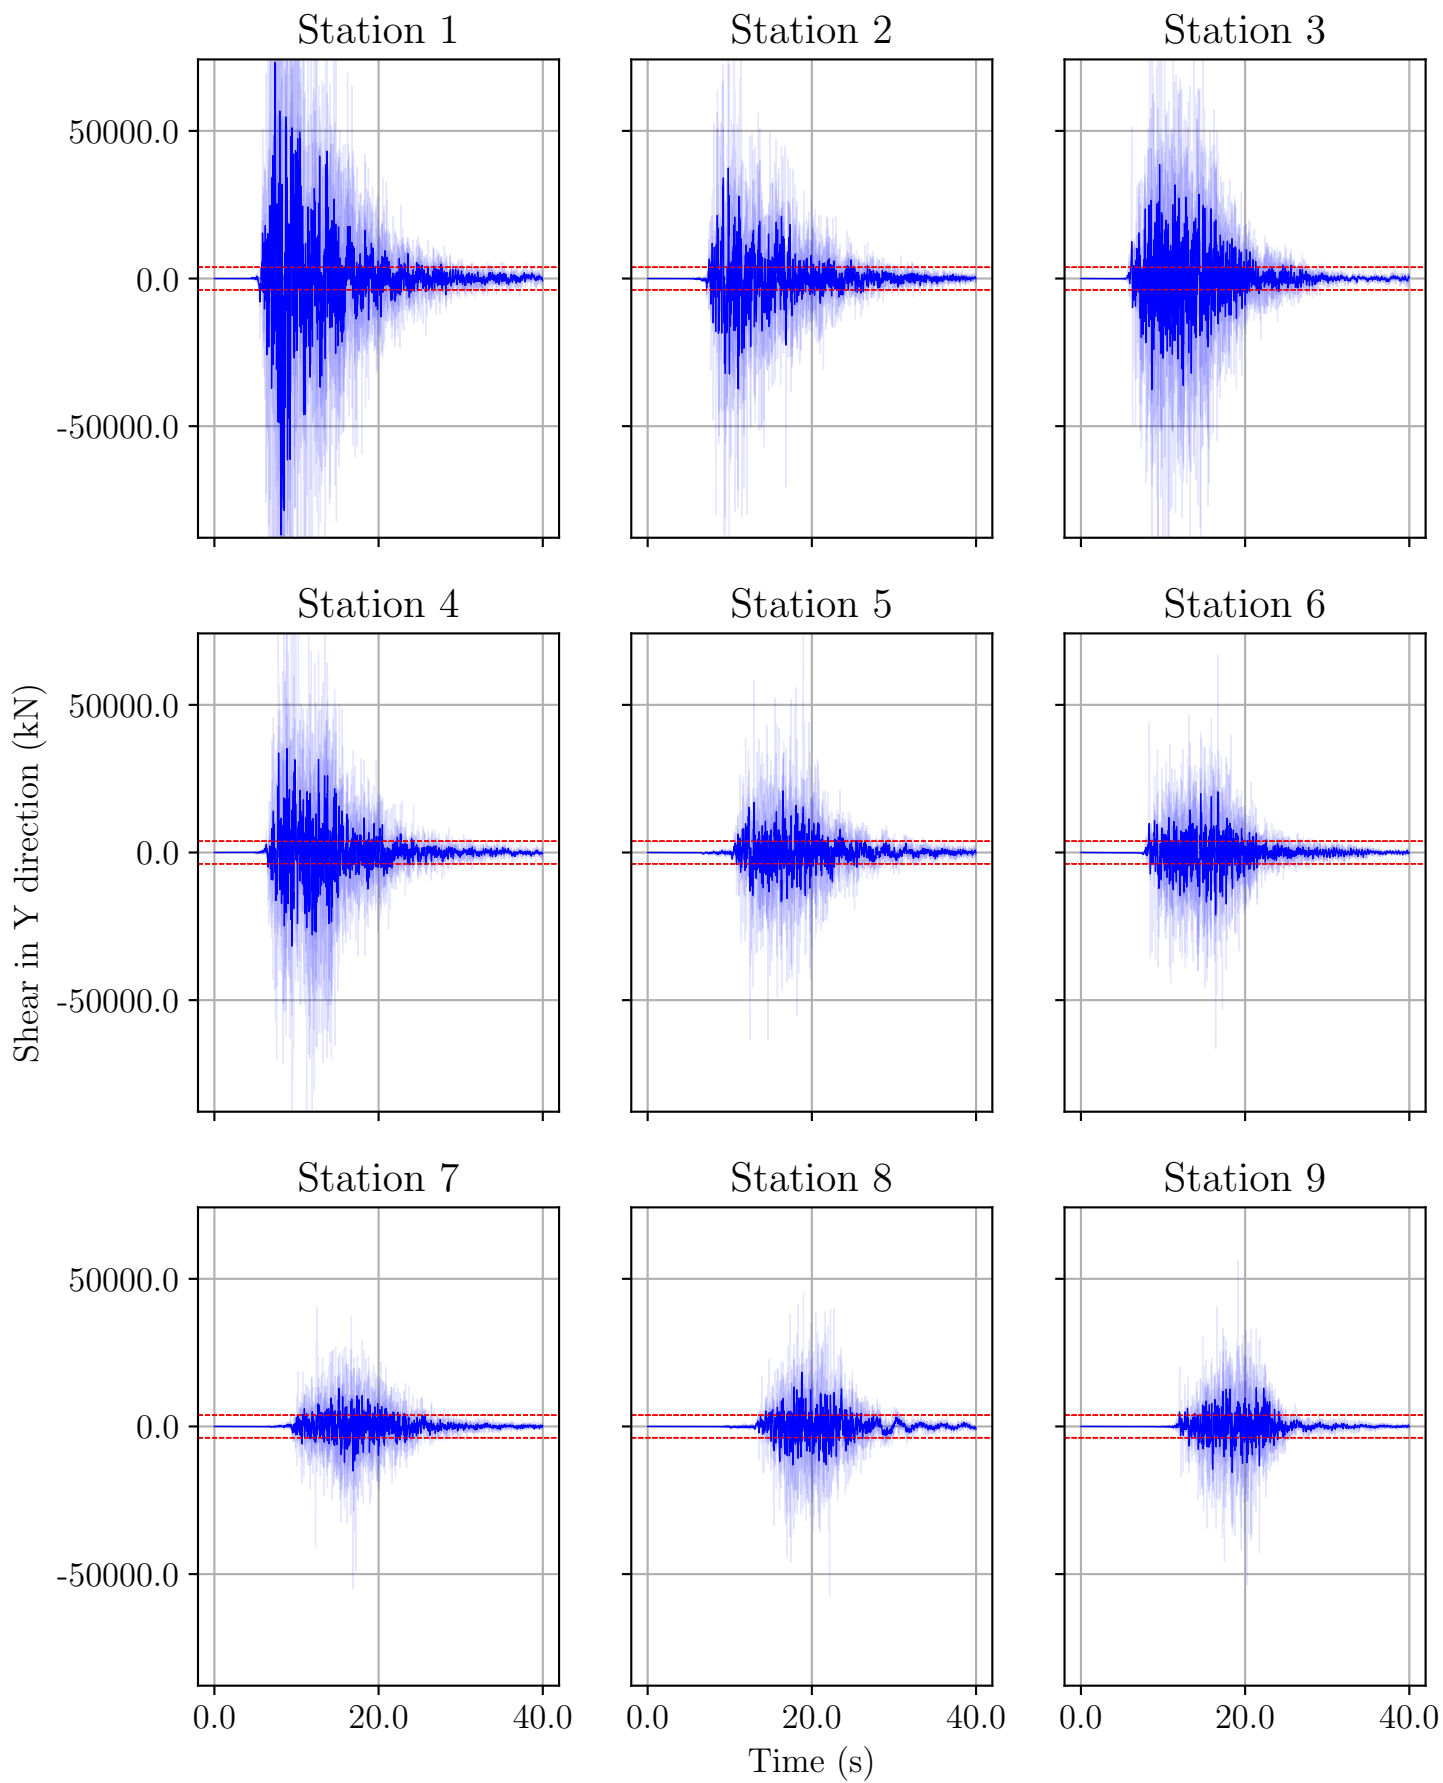 Station 1
Station 2
Station 3
50000.0
0.0
-50000.0
Station 4
Station 5
Station 6
Shear in Y direction (kN)
50000.0
0.0
-50000.0
Station 7
Station 8
Station 9
50000.0
0.0
-50000.0
0.0 20.0 40.0
0.0 20.0 40.0
0.0 20.0 40.0
Time (s)